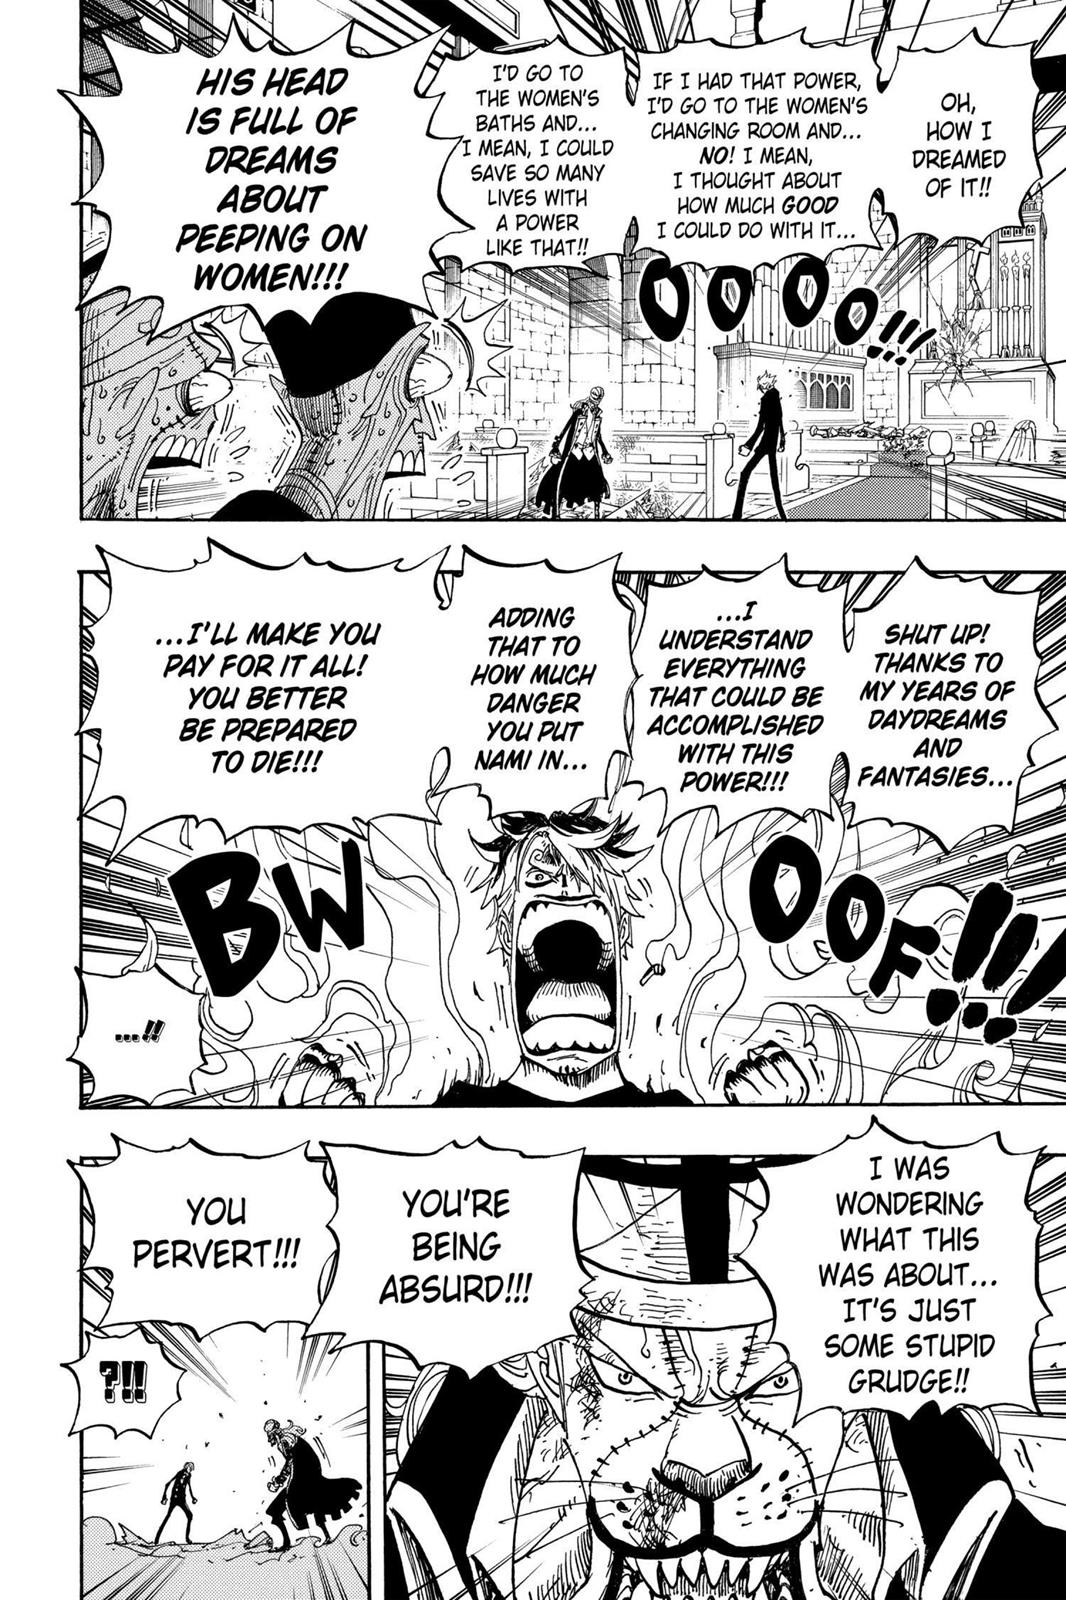 OH,
HOW I
DREAMED
OF IT!!
IF I HAD THAT POWER,
I'D GO TO THE WOMEN'S
CHANGING ROOM AND...
NO! I MEAN,
I THOUGHT ABOUT
HOW MUCH GOOD
I COULD DO WITH IT...
I'D GO TO
THE WOMEN'S
BATHS AND...
I MEAN, I COULD
SAVE SO MANY
LIVES WITH
A POWER
LIKE THAT!!
HIS HEAD
IS FULL OF
DREAMS
ABOUT
PEEPING ON
WOMEN!!!
OOOO!!!
SHUT UP!
THANKS TO
MY YEARS OF
DAYDREAMS
AND
FANTASIES...
...I
UNDERSTAND
EVERYTHING
THAT COULD BE
ACCOMPLISHED
WITH THIS
POWER!!!
ADDING
THAT TO
HOW MUCH
DANGER
YOU PUT
NAMI IN...
...I'LL MAKE YOU
PAY FOR IT ALL!
YOU BETTER
BE PREPARED
TO DIE!!!
BWOOOF...!!!
...!!
I WAS
WONDERING
WHAT THIS
WAS ABOUT...
IT'S JUST
SOME STUPID
GRUDGE!!
YOU'RE
BEING
ABSURD!!!
YOU
PERVERT!!!
?!!